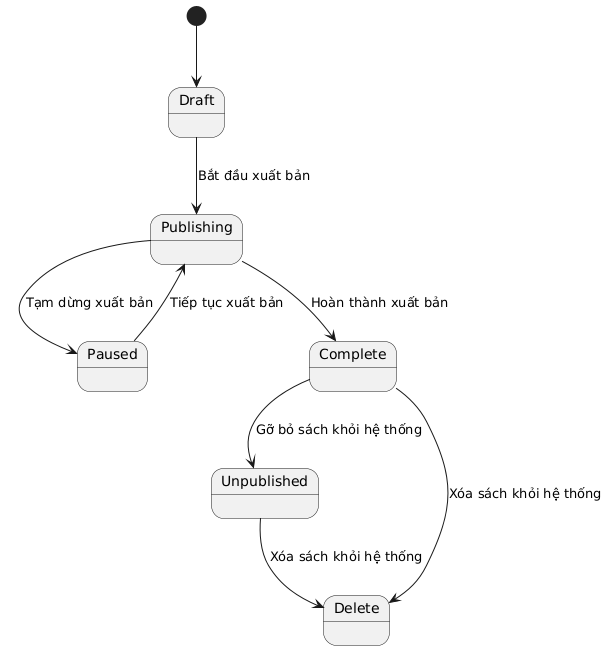 Draft
Bắt đầu xuất bản
Publishing
Tạm dừng xuất bản
Tiếp tục xuất bản
Hoàn thành xuất bản
Paused
Complete
Gỡ bỏ sách khỏi hệ thống
Unpublished
Xóa sách khỏi hệ thống
Xóa sách khỏi hệ thống
Delete